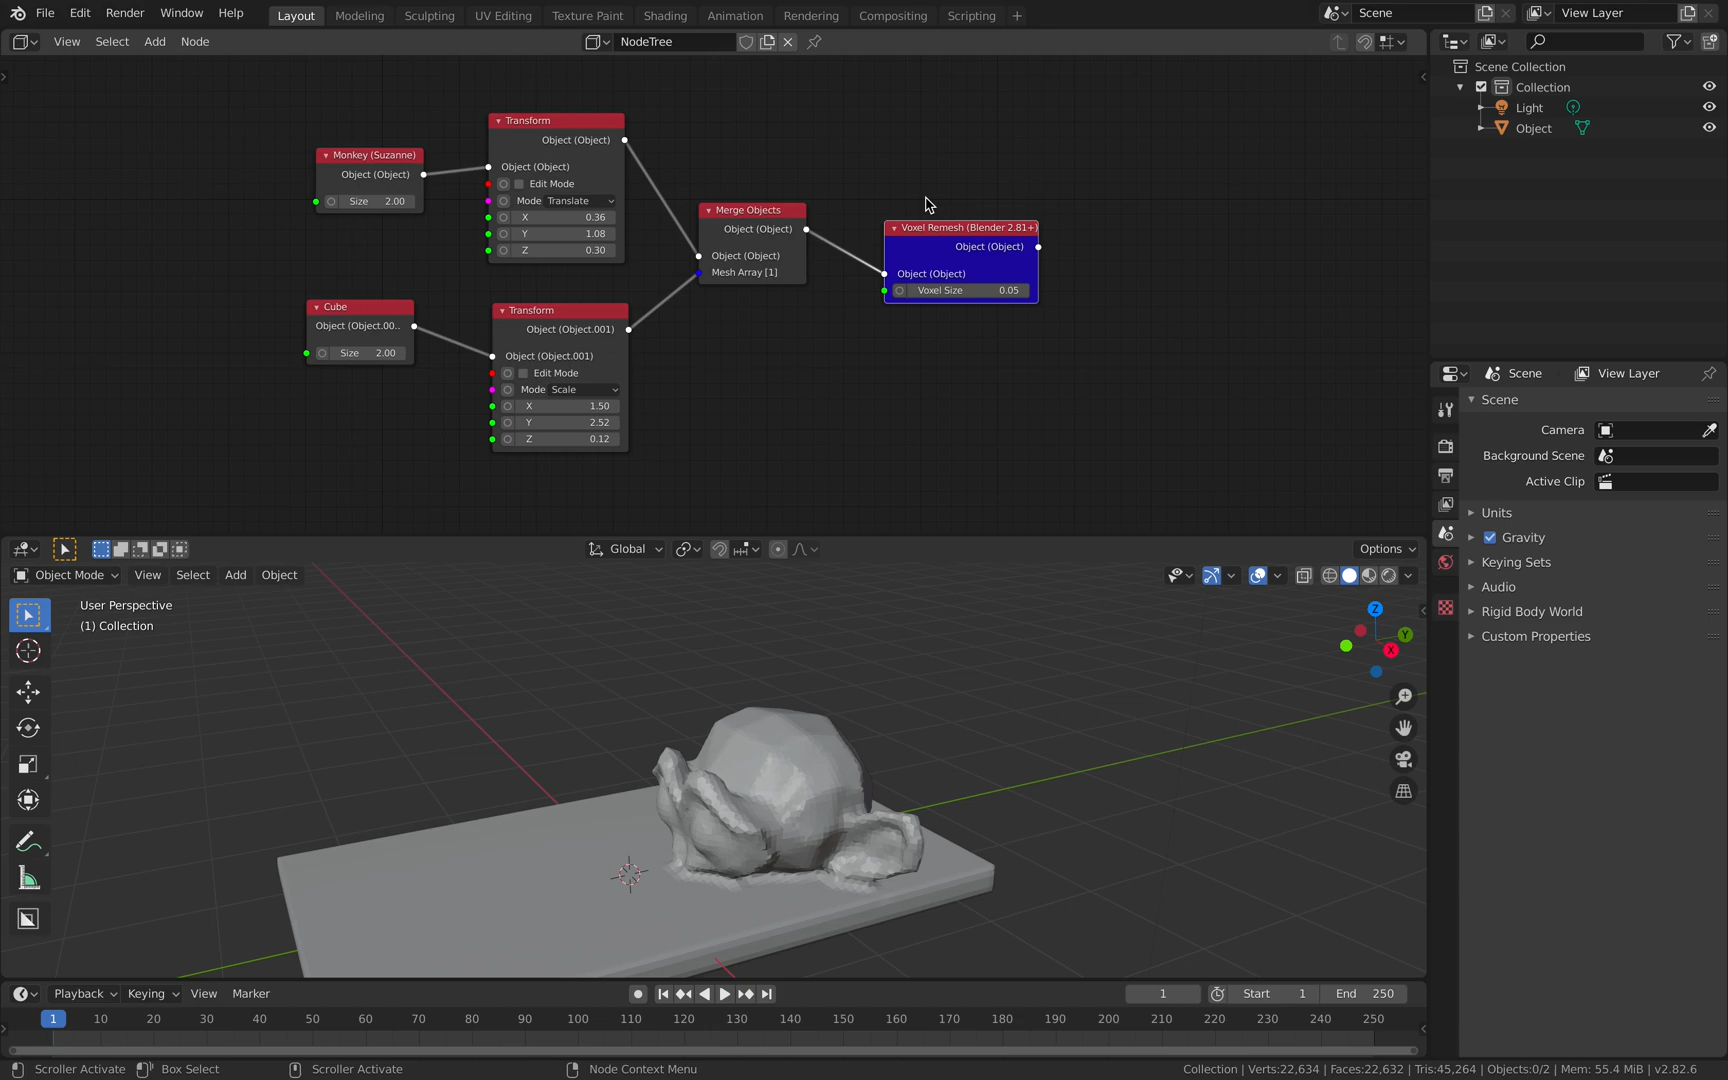 File Edit Render Window Help Layout Modeling Sculpting UV Editing Texture Paint Shading Animation Rendering Compositing Scripting + Scene View Layer
View Select Add Node NodeTree
Scene Collection
Collection
Light
Object
Transform
Object (Object)
Object (Object)
Edit Mode
Mode Translate
X 0.36
Y 1.08
Z 0.30
Monkey (Suzanne)
Object (Object)
Size 2.00
Merge Objects
Object (Object)
Object (Object)
Mesh Array [1]
Voxel Remesh (Blender 2.81+)
Object (Object)
Object (Object)
Voxel Size 0.05
Cube
Object (Object.00..
Size 2.00
Transform
Object (Object.001)
Object (Object.001)
Edit Mode
Mode Scale
X 1.50
Y 2.52
Z 0.12
Scene View Layer
Scene
Camera
Background Scene
Active Clip
Units
Gravity
Keying Sets
Audio
Rigid Body World
Custom Properties
Global Options
Object Mode View Select Add Object
User Perspective
(1) Collection
Z
Y
X
Playback Keying View Marker 1 Start 1 End 250
1 10 20 30 40 50 60 70 80 90 100 110 120 130 140 150 160 170 180 190 200 210 220 230 240 250
Scroller Activate Box Select Scroller Activate Node Context Menu Collection | Verts:22,634 | Faces:22,632 | Tris:45,264 | Objects:0/2 | Mem: 55.4 MiB | v2.82.6